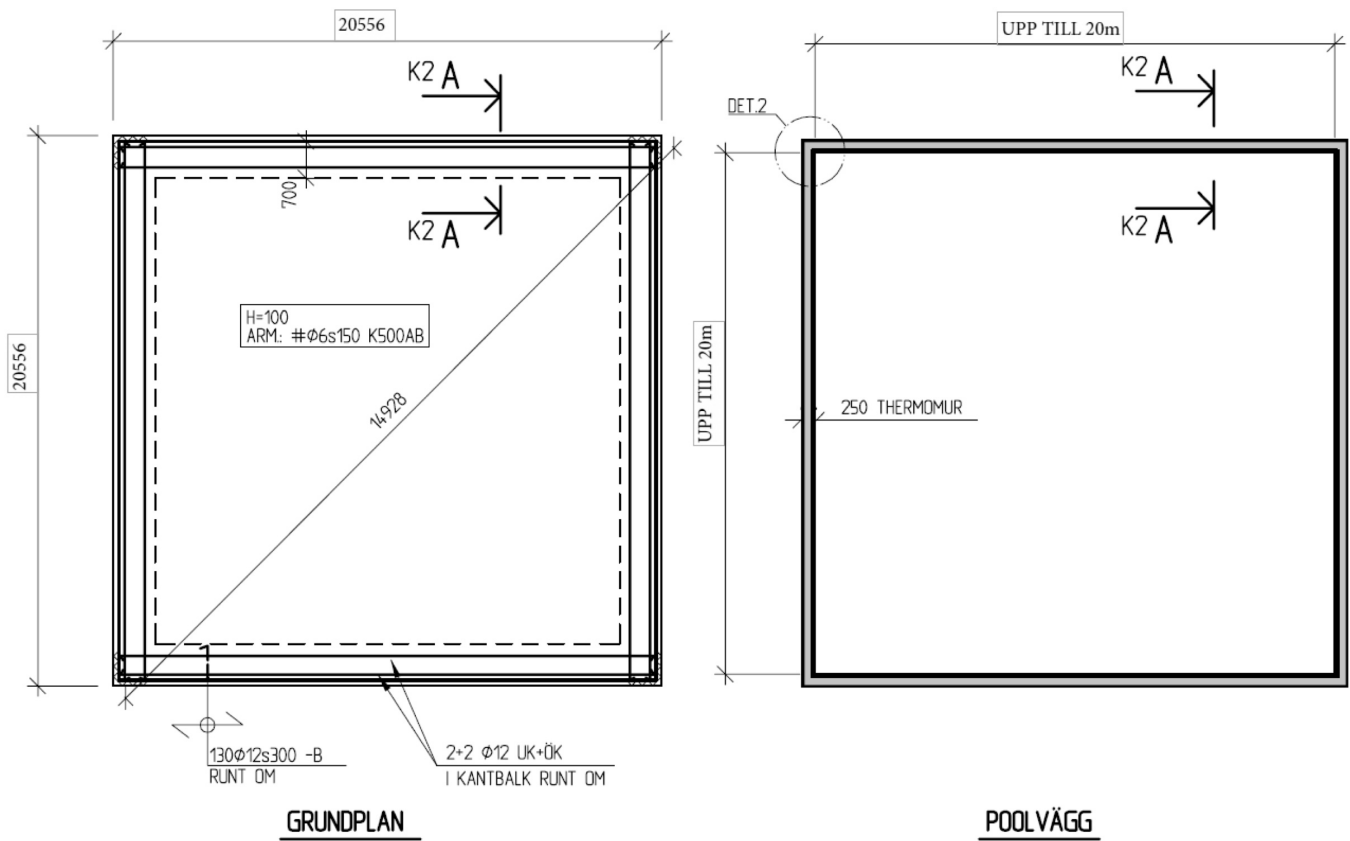 20556
K2 A
K2 A
700
H=100
ARM.: #Φ6s150 K500AB
20556
14928
130Φ12s300 -B
RUNT OM
2+2 Φ12 UK+ÖK
I KANTBALK RUNT OM
GRUNDPLAN
UPP TILL 20m
K2 A
DET.2
K2 A
UPP TILL 20m
250 THERMOMUR
POOLVÄGG